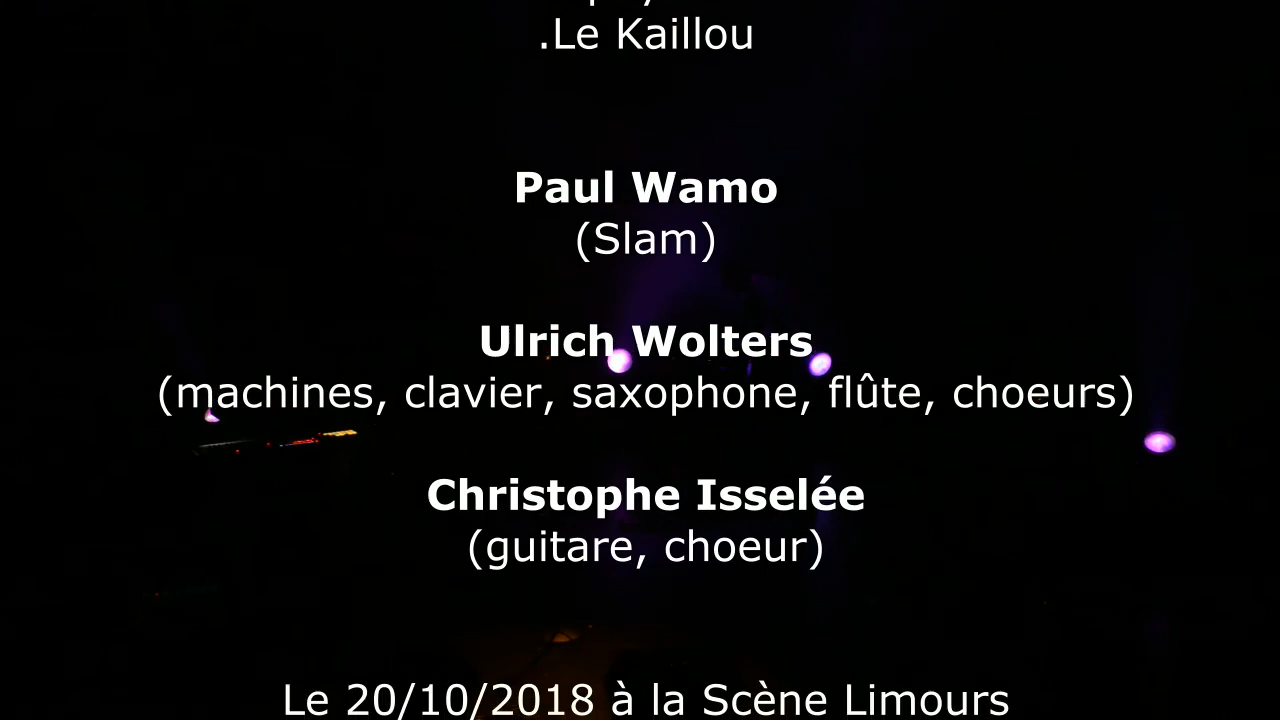 .Le Kaillou
Paul Wamo
(Slam)
Ulrich Wolters
(machines, clavier, saxophone, flûte, choeurs)
Christophe Isselée
(guitare, choeur)
Le 20/10/2018 à la Scène Limours